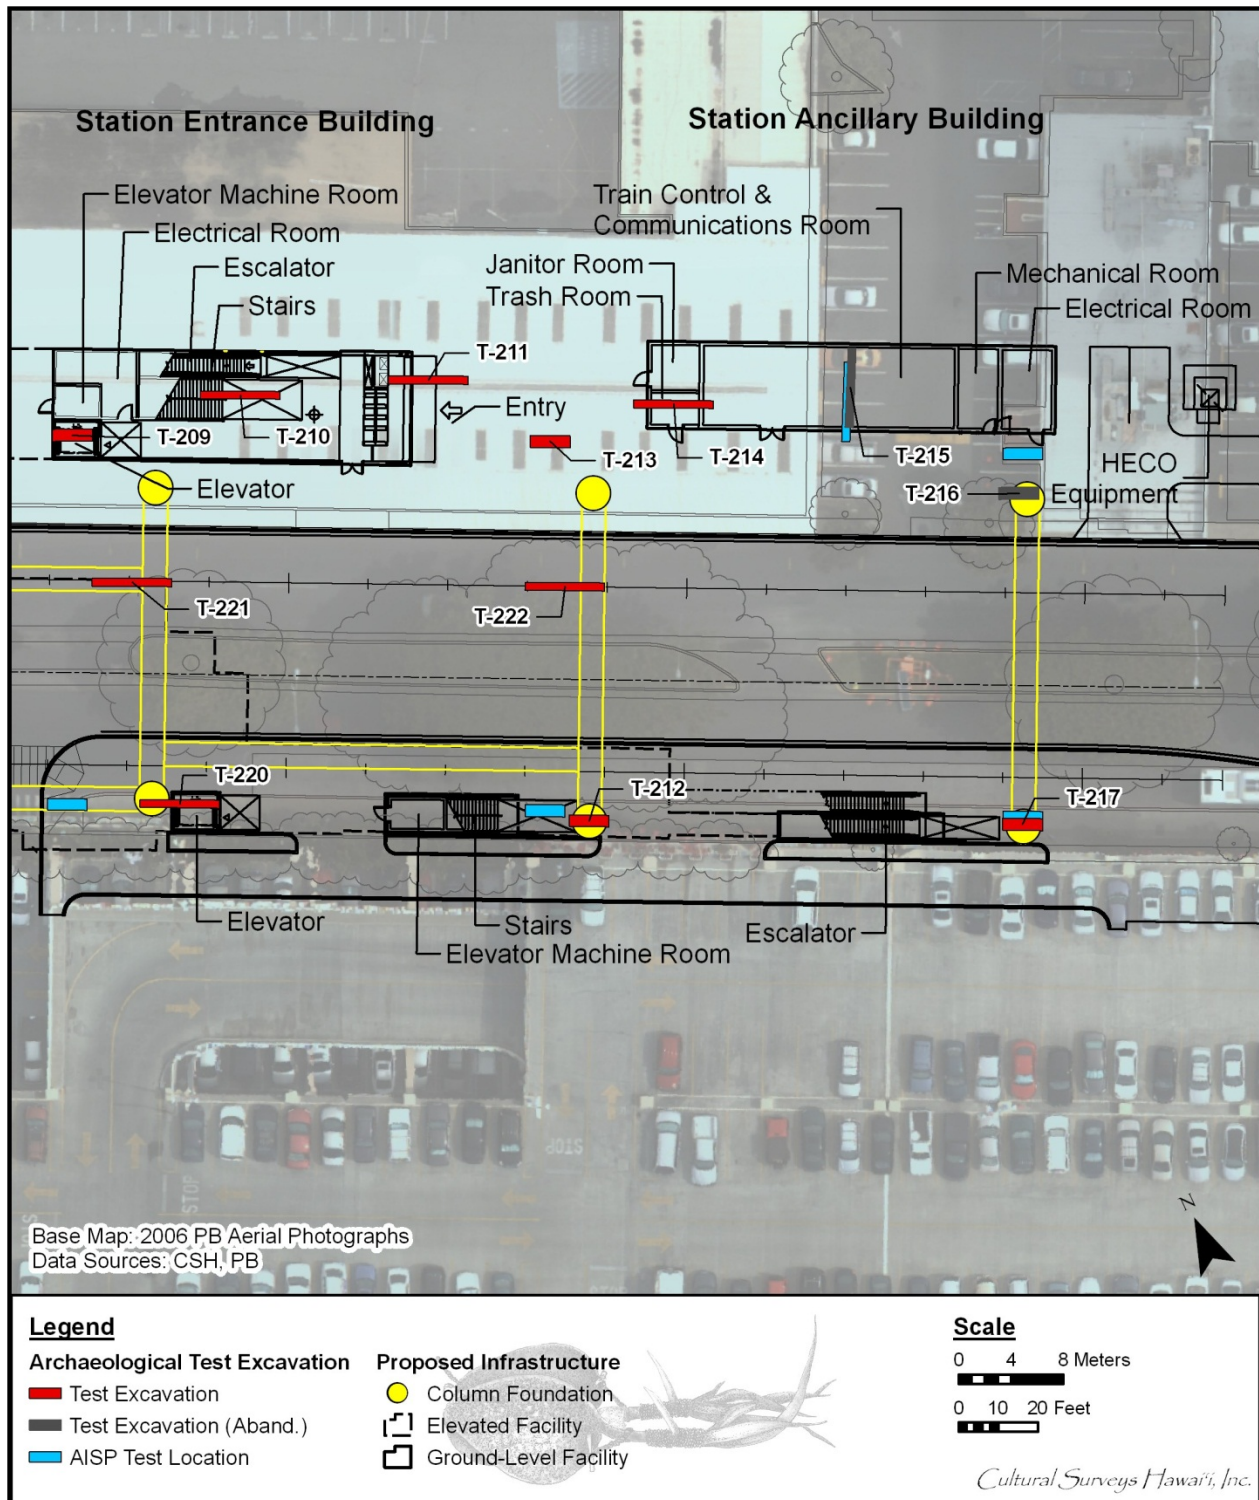 Station Entrance Building
Station Ancillary Building
Elevator Machine Room
Electrical Room
Escalator
Stairs
Train Control &
Communications Room
Janitor Room
Trash Room
Mechanical Room
Electrical Room
T-211
Entry
T-209
T-210
T-213
T-214
T-215
Elevator
T-216
HECO
Equipment
T-221
T-222
T-220
T-212
T-217
Elevator
Stairs
Elevator Machine Room
Escalator
STOP
STOP
STOP
N
Base Map: 2006 PB Aerial Photographs
Data Sources: CSH, PB
Legend
Archaeological Test Excavation
Test Excavation
Test Excavation (Aband.)
AISP Test Location
Proposed Infrastructure
Column Foundation
Elevated Facility
Ground-Level Facility
Scale
0 4 8 Meters
0 10 20 Feet
Cultural Surveys Hawai‘i, Inc.